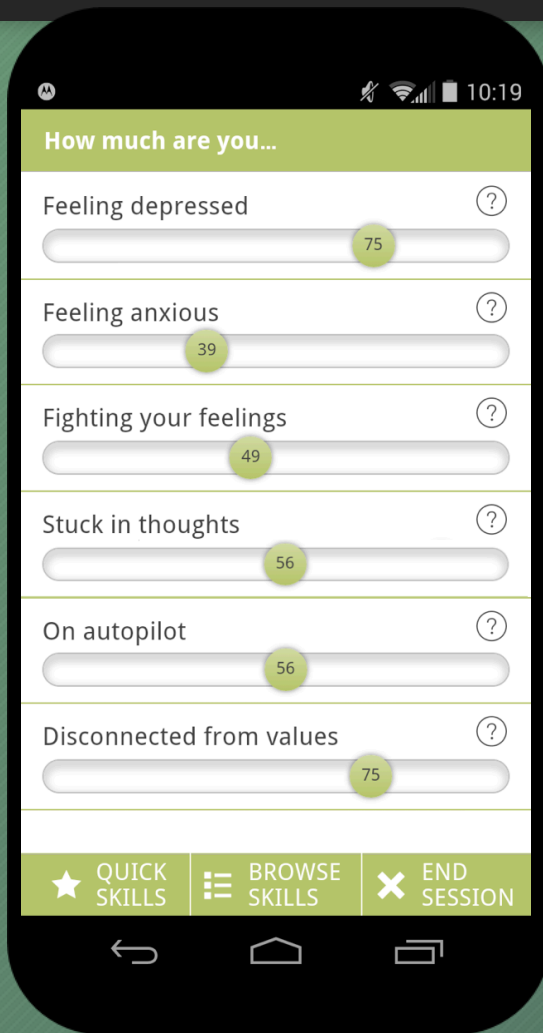 10:19
How much are you...
Feeling depressed
?
75
Feeling anxious
?
39
Fighting your feelings
?
49
Stuck in thoughts
?
56
On autopilot
?
56
Disconnected from values
?
75
QUICK
SKILLS
BROWSE
SKILLS
END
SESSION